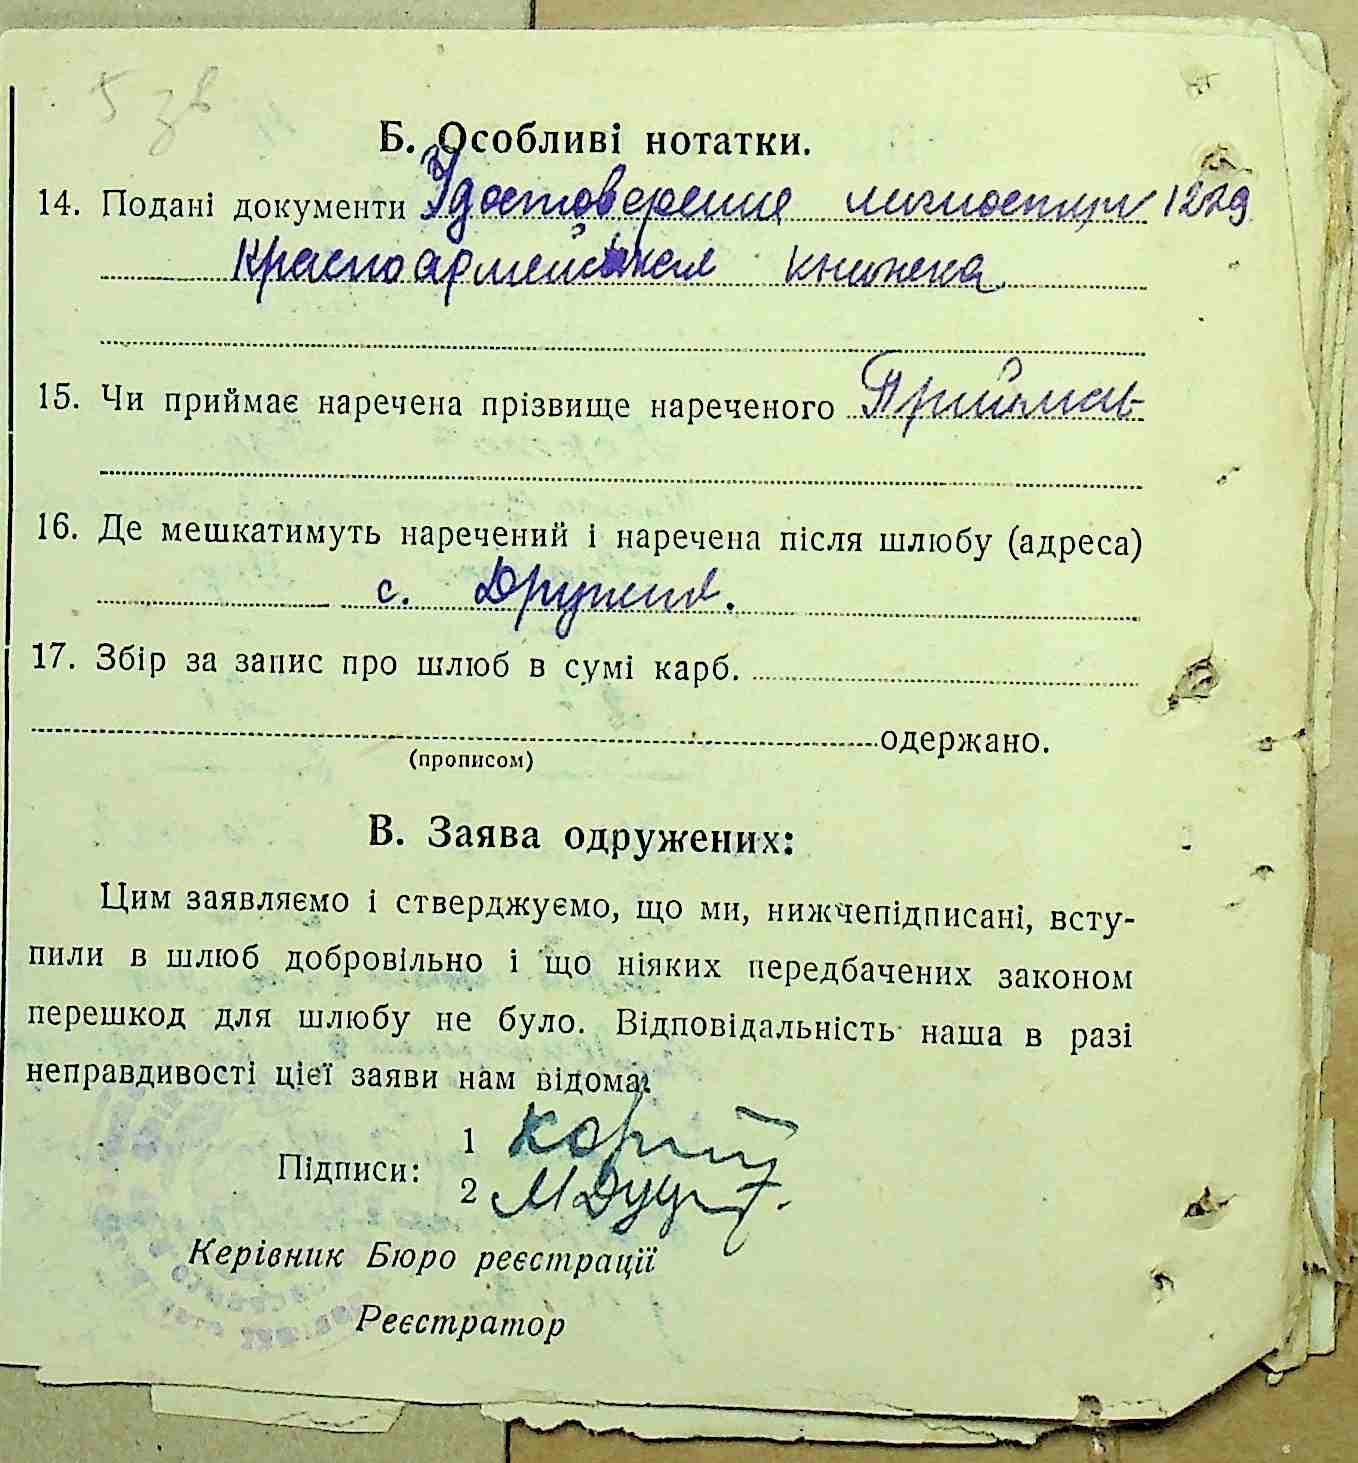 5 зв
Б. Особливі нотатки.
14. Подані документи Удостоверение личности 1229
Красноармейская книжка
15. Чи приймає наречена прізвище нареченого Приймає
16. Де мешкатимуть наречений і наречена після шлюбу (адреса)
с. Дружня.
17. Збір за запис про шлюб в сумі карб.
одержано.
(прописом)
В. Заява одружених:
Цим заявляємо і стверджуємо, що ми, нижчепідписані, всту-
пили в шлюб добровільно і що ніяких передбачених законом
перешкод для шлюбу не було. Відповідальність наша в разі
неправдивості цієї заяви нам відома.
1
Підписи:
2
Керівник Бюро реєстрації
Реєстратор